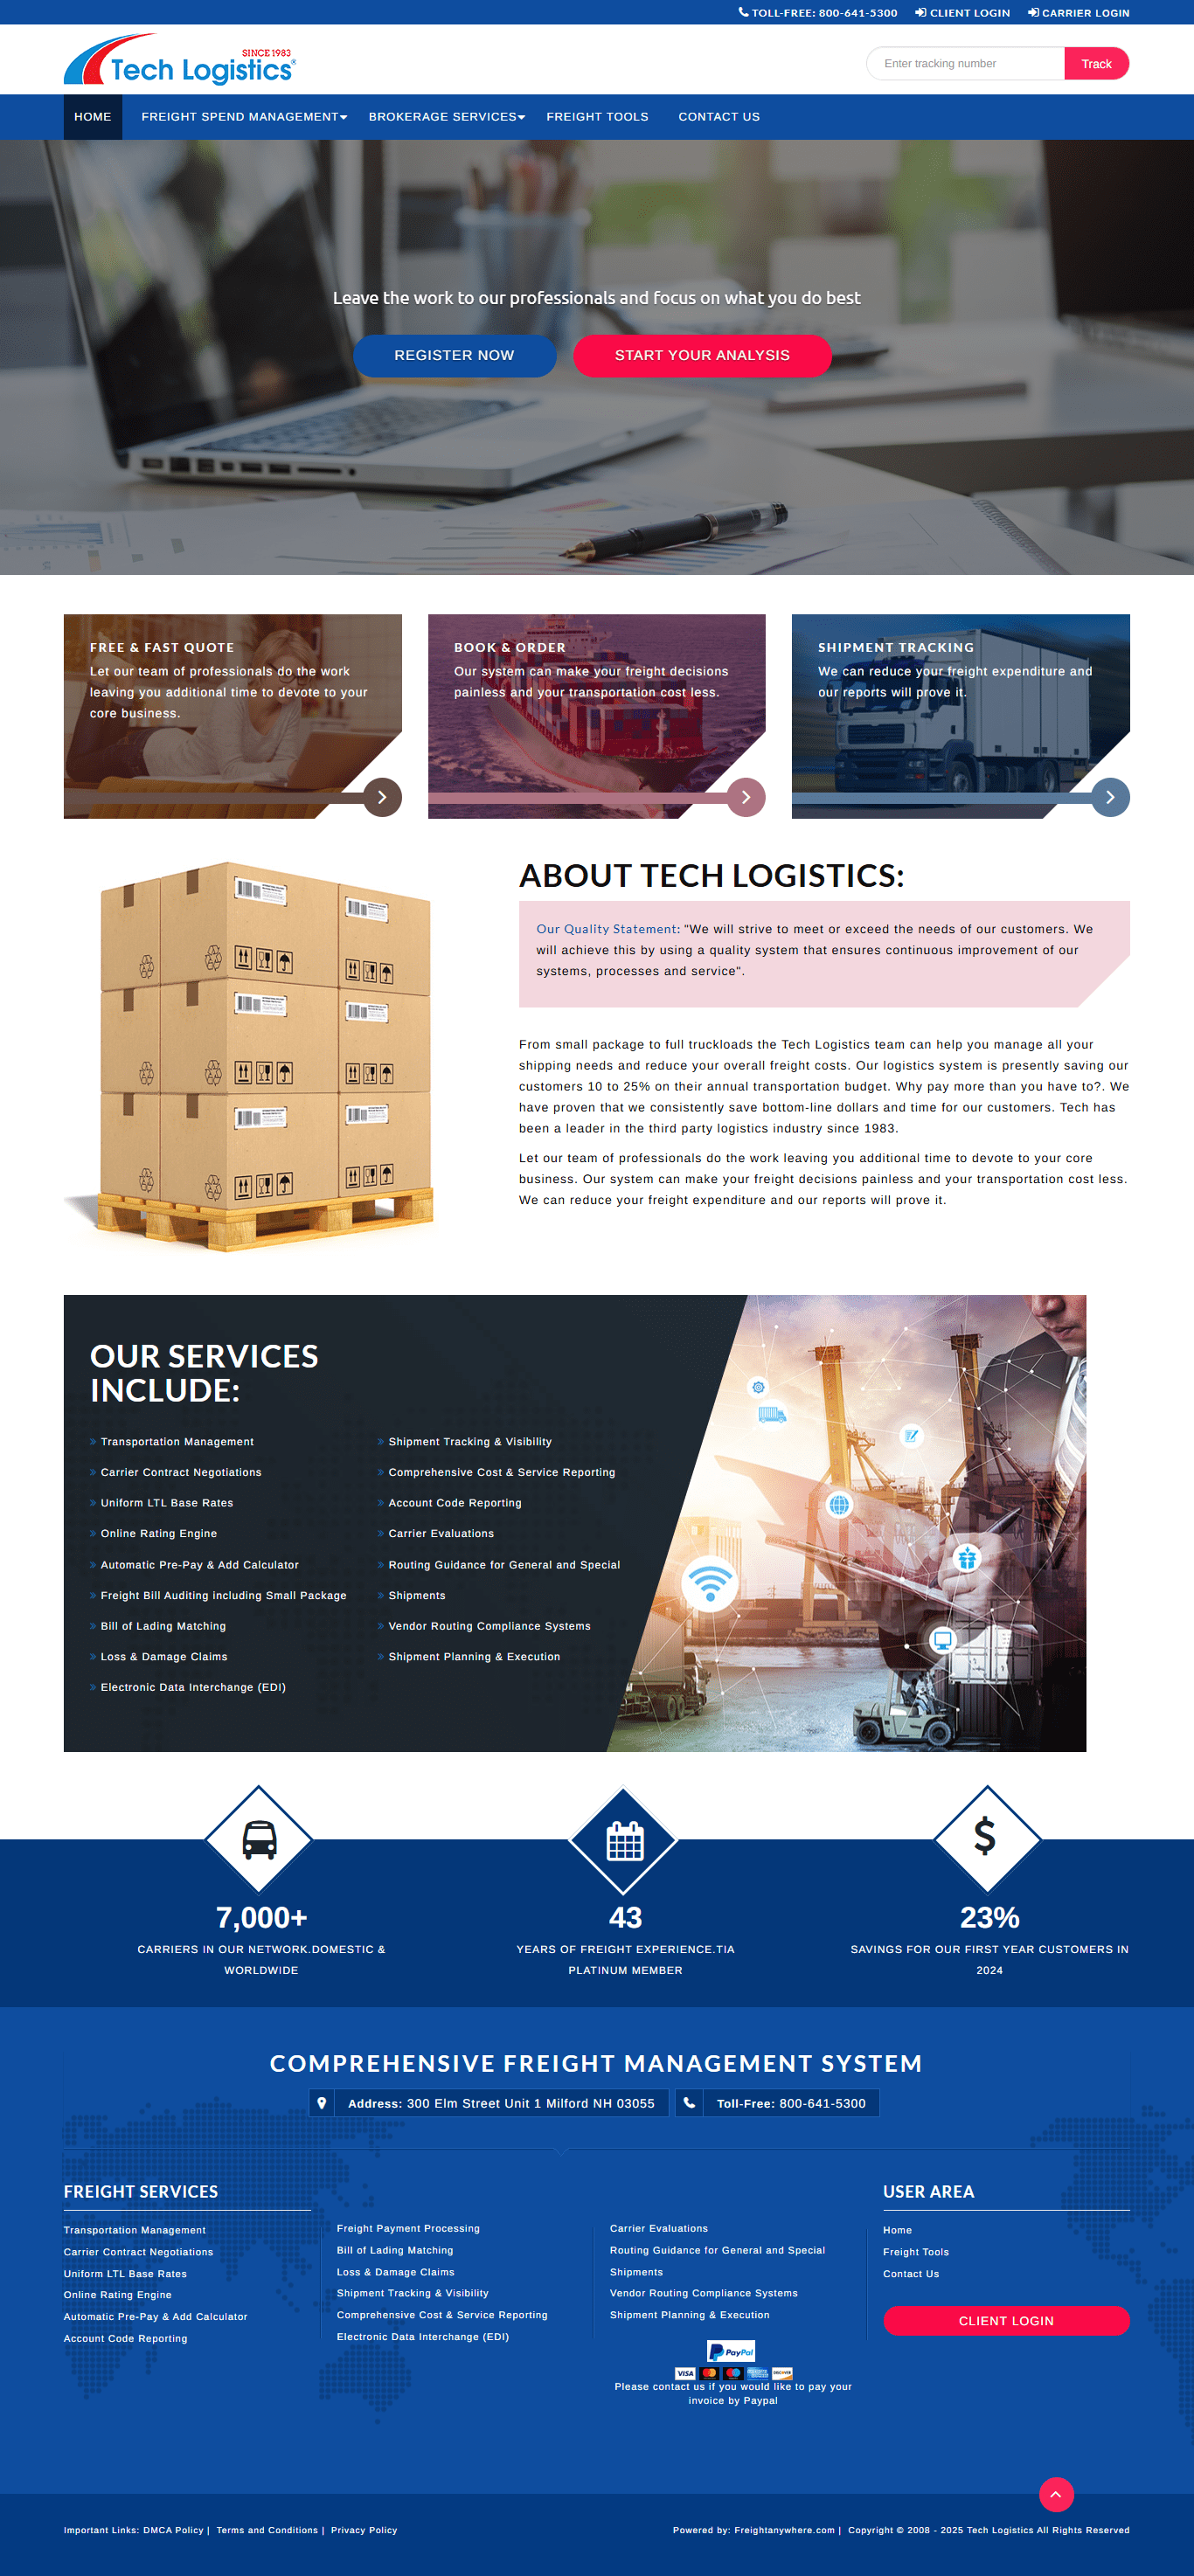 TOLL-FREE: 800-641-5300 CLIENT LOGIN CARRIER LOGIN
SINCE 1983
Tech Logistics®
Enter tracking number Track
HOME FREIGHT SPEND MANAGEMENT BROKERAGE SERVICES FREIGHT TOOLS CONTACT US
Leave the work to our professionals and focus on what you do best
REGISTER NOW START YOUR ANALYSIS
FREE & FAST QUOTE
Let our team of professionals do the work
leaving you additional time to devote to your
core business.
BOOK & ORDER
Our system can make your freight decisions
painless and your transportation cost less.
SHIPMENT TRACKING
We can reduce your freight expenditure and
our reports will prove it.
ABOUT TECH LOGISTICS:
Our Quality Statement: "We will strive to meet or exceed the needs of our customers. We
will achieve this by using a quality system that ensures continuous improvement of our
systems, processes and service".
From small package to full truckloads the Tech Logistics team can help you manage all your
shipping needs and reduce your overall freight costs. Our logistics system is presently saving our
customers 10 to 25% on their annual transportation budget. Why pay more than you have to?. We
have proven that we consistently save bottom-line dollars and time for our customers. Tech has
been a leader in the third party logistics industry since 1983.
Let our team of professionals do the work leaving you additional time to devote to your core
business. Our system can make your freight decisions painless and your transportation cost less.
We can reduce your freight expenditure and our reports will prove it.
OUR SERVICES
INCLUDE:
Transportation Management
Carrier Contract Negotiations
Uniform LTL Base Rates
Online Rating Engine
Automatic Pre-Pay & Add Calculator
Freight Bill Auditing including Small Package
Bill of Lading Matching
Loss & Damage Claims
Electronic Data Interchange (EDI)
Shipment Tracking & Visibility
Comprehensive Cost & Service Reporting
Account Code Reporting
Carrier Evaluations
Routing Guidance for General and Special
Shipments
Vendor Routing Compliance Systems
Shipment Planning & Execution
7,000+
CARRIERS IN OUR NETWORK.DOMESTIC &
WORLDWIDE
43
YEARS OF FREIGHT EXPERIENCE.TIA
PLATINUM MEMBER
$
23%
SAVINGS FOR OUR FIRST YEAR CUSTOMERS IN
2024
COMPREHENSIVE FREIGHT MANAGEMENT SYSTEM
Address: 300 Elm Street Unit 1 Milford NH 03055 Toll-Free: 800-641-5300
FREIGHT SERVICES
Transportation Management
Carrier Contract Negotiations
Uniform LTL Base Rates
Online Rating Engine
Automatic Pre-Pay & Add Calculator
Account Code Reporting
Freight Payment Processing
Bill of Lading Matching
Loss & Damage Claims
Shipment Tracking & Visibility
Comprehensive Cost & Service Reporting
Electronic Data Interchange (EDI)
Carrier Evaluations
Routing Guidance for General and Special
Shipments
Vendor Routing Compliance Systems
Shipment Planning & Execution
PayPal
VISA DISCOVER
Please contact us if you would like to pay your
invoice by Paypal
USER AREA
Home
Freight Tools
Contact Us
CLIENT LOGIN
Important Links: DMCA Policy | Terms and Conditions | Privacy Policy
Powered by: Freightanywhere.com | Copyright © 2008 - 2025 Tech Logistics All Rights Reserved